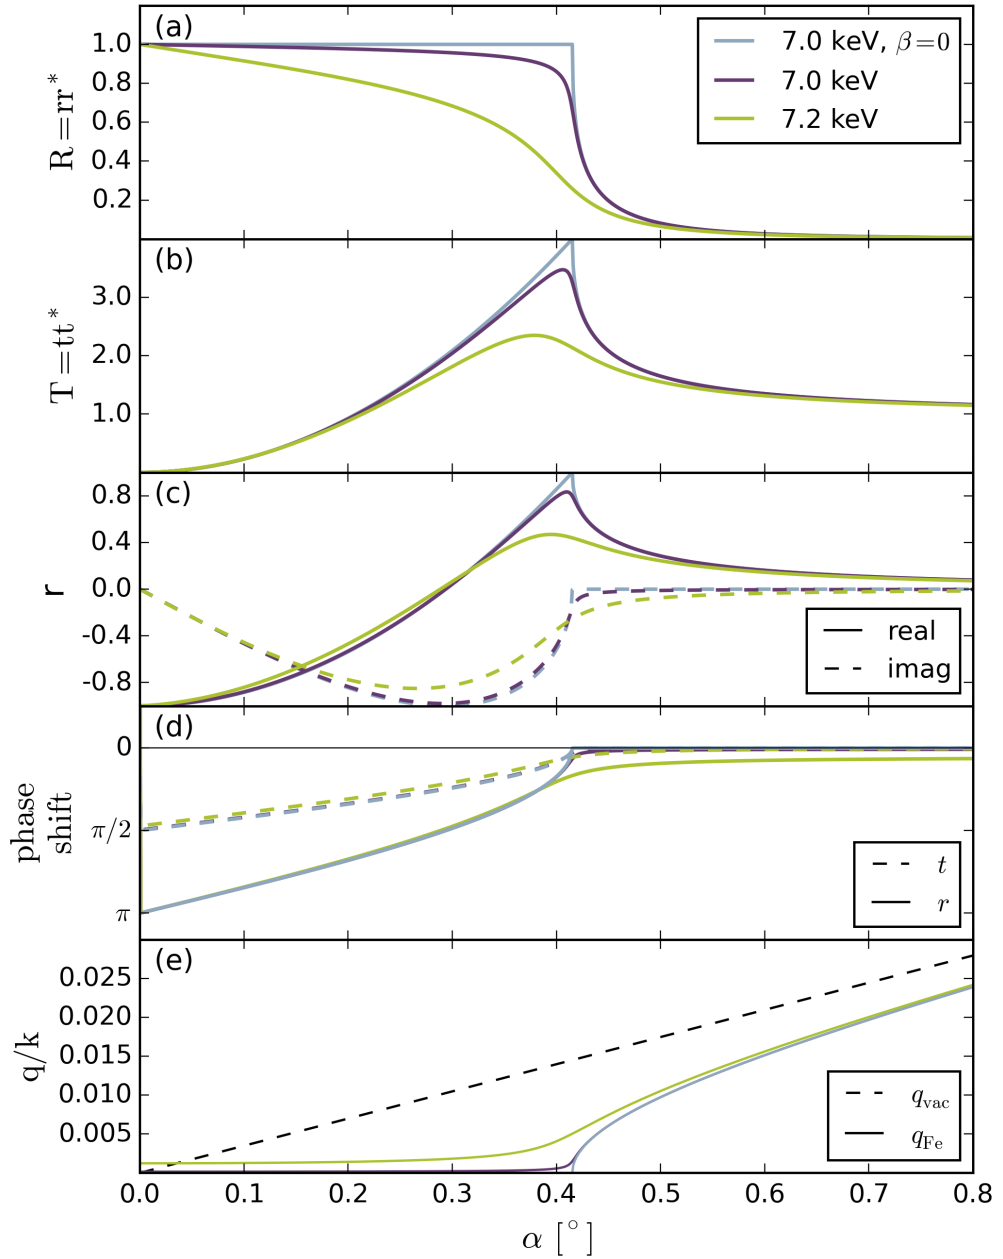 (a)
1.0
0.8
0.6
0.4
0.2
R=rr*
7.0 keV, β=0
7.0 keV
7.2 keV
(b)
3.0
2.0
1.0
T=tt*
(c)
0.8
0.4
0.0
-0.4
-0.8
r
real
imag
(d)
0
π/2
π
phase
shift
t
r
(e)
0.025
0.020
0.015
0.010
0.005
q/k
q_vac
q_Fe
0.0 0.1 0.2 0.3 0.4 0.5 0.6 0.7 0.8
α [°]